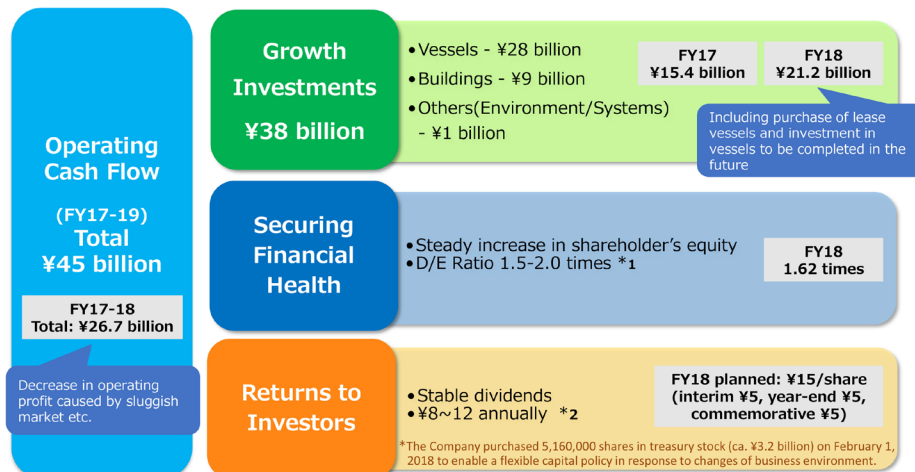 Operating
Cash Flow
(FY17-19)
Total
¥45 billion
FY17-18
Total: ¥26.7 billion
Decrease in operating
profit caused by sluggish
market etc.
Growth
Investments
¥38 billion
•Vessels - ¥28 billion
•Buildings - ¥9 billion
•Others(Environment/Systems)
- ¥1 billion
FY17
¥15.4 billion
FY18
¥21.2 billion
Including purchase of lease
vessels and investment in
vessels to be completed in the
future
Securing
Financial
Health
•Steady increase in shareholder’s equity
•D/E Ratio 1.5-2.0 times *1
FY18
1.62 times
Returns to
Investors
•Stable dividends
•¥8~12 annually *2
FY18 planned: ¥15/share
(interim ¥5, year-end ¥5,
commemorative ¥5)
*The Company purchased 5,160,000 shares in treasury stock (ca. ¥3.2 billion) on February 1,
2018 to enable a flexible capital policy in response to changes of business environment.